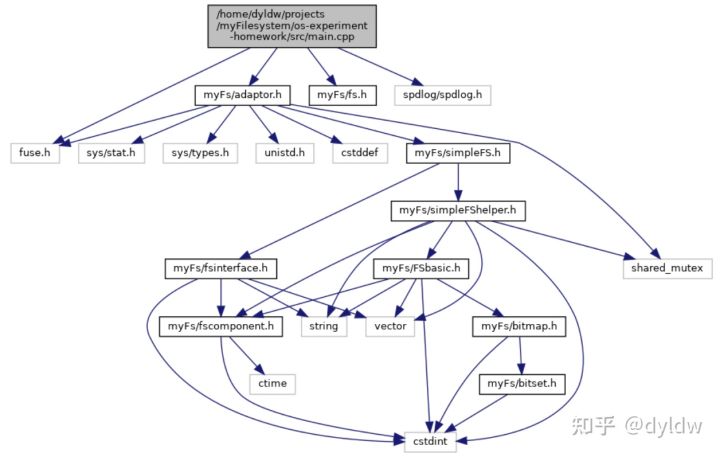 /home/dyldw/projects
/myFilesystem/os-experiment
-homework/src/main.cpp
myFs/adaptor.h
myFs/fs.h
spdlog/spdlog.h
fuse.h
sys/stat.h
sys/types.h
unistd.h
cstddef
myFs/simpleFS.h
myFs/simpleFShelper.h
myFs/fsinterface.h
myFs/FSbasic.h
shared_mutex
myFs/fscomponent.h
string
vector
myFs/bitmap.h
ctime
myFs/bitset.h
cstdint
知乎 @dyldw